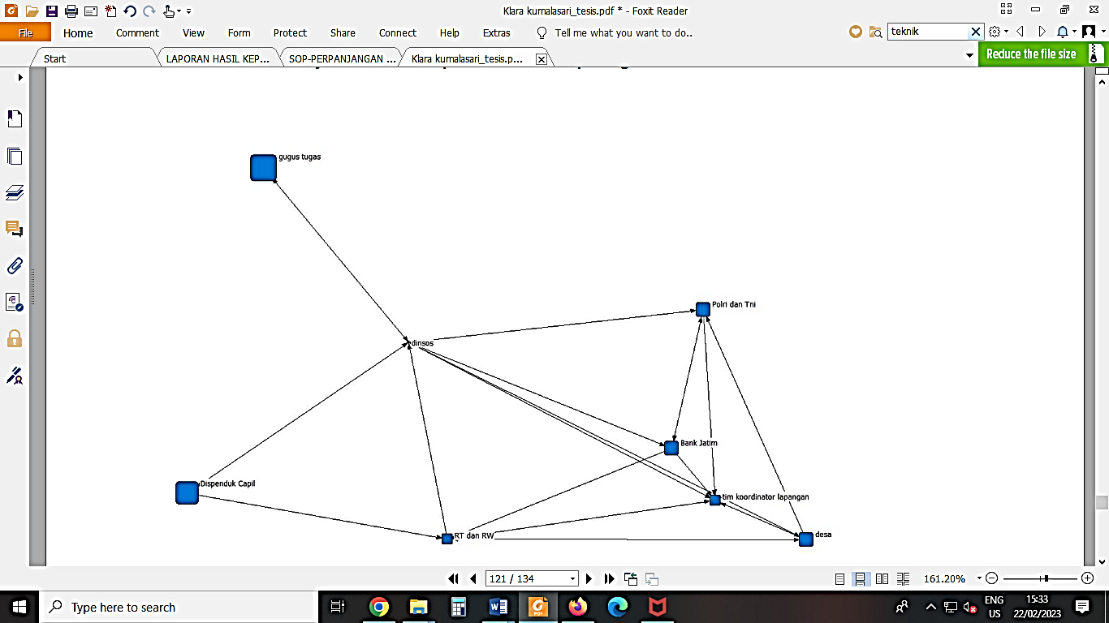 Klara kurnalasari_tesis.pdf * - Foxit Reader
File Home Comment View Form Protect Share Connect Help Extras Tell me what you want to do.. teknik
Start LAPORAN HASIL KEP... SOP-PERPANJANGAN ... Klara kurnalasari_tesis.p... Reduce the file size
gugus tugas
Polri dan Tni
dinsos
Bank Jatim
Dispenduk Capil
tim koordinator lapangan
RT dan RW
desa
121 / 134 161.20%
Type here to search ENG 15:33
US 22/02/2023